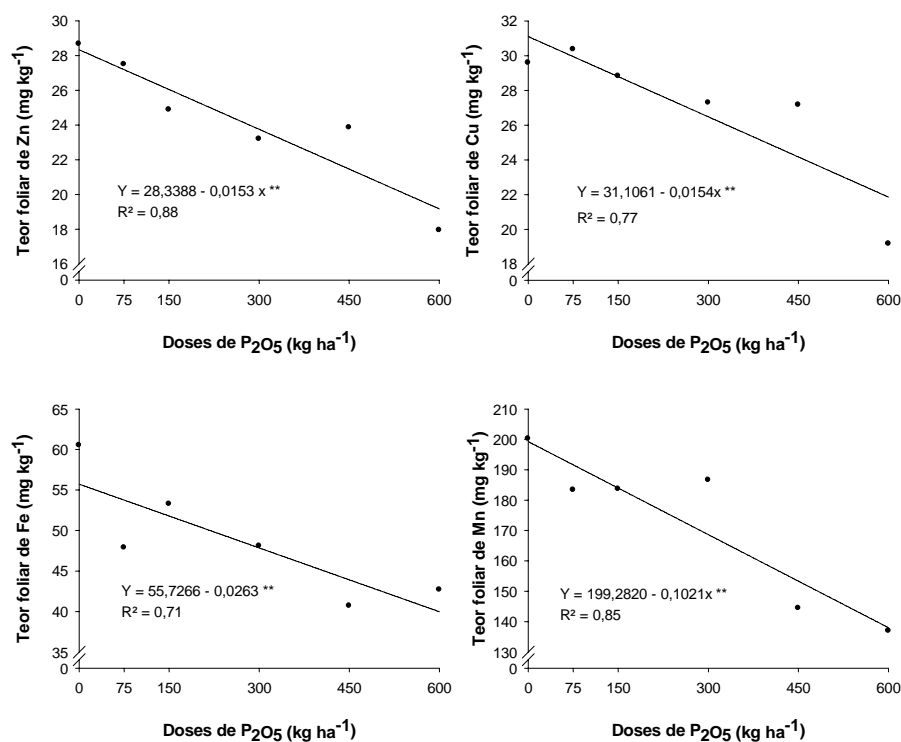 Teor foliar de Zn (mg kg-1)
30
28
26
24
22
20
18
16
0
Y = 28,3388 - 0,0153 x **
R² = 0,88
0 75 150 300 450 600
Doses de P2O5 (kg ha-1)
Teor foliar de Cu (mg kg-1)
32
30
28
26
24
22
20
18
0
Y = 31,1061 - 0,0154x **
R² = 0,77
0 75 150 300 450 600
Doses de P2O5 (kg ha-1)
Teor foliar de Fe (mg kg-1)
65
60
55
50
45
40
35
0
Y = 55,7266 - 0,0263 **
R² = 0,71
0 75 150 300 450 600
Doses de P2O5 (kg ha-1)
Teor foliar de Mn (mg kg-1)
210
200
190
180
170
160
150
140
130
0
Y = 199,2820 - 0,1021x **
R² = 0,85
0 75 150 300 450 600
Doses de P2O5 (kg ha-1)